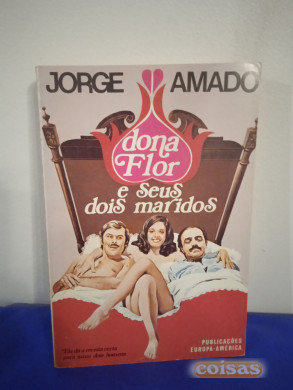 JORGE AMADO
dona
Flor
e seus
dois maridos
PUBLICAÇÕES
EUROPA-AMÉRICA
coisas